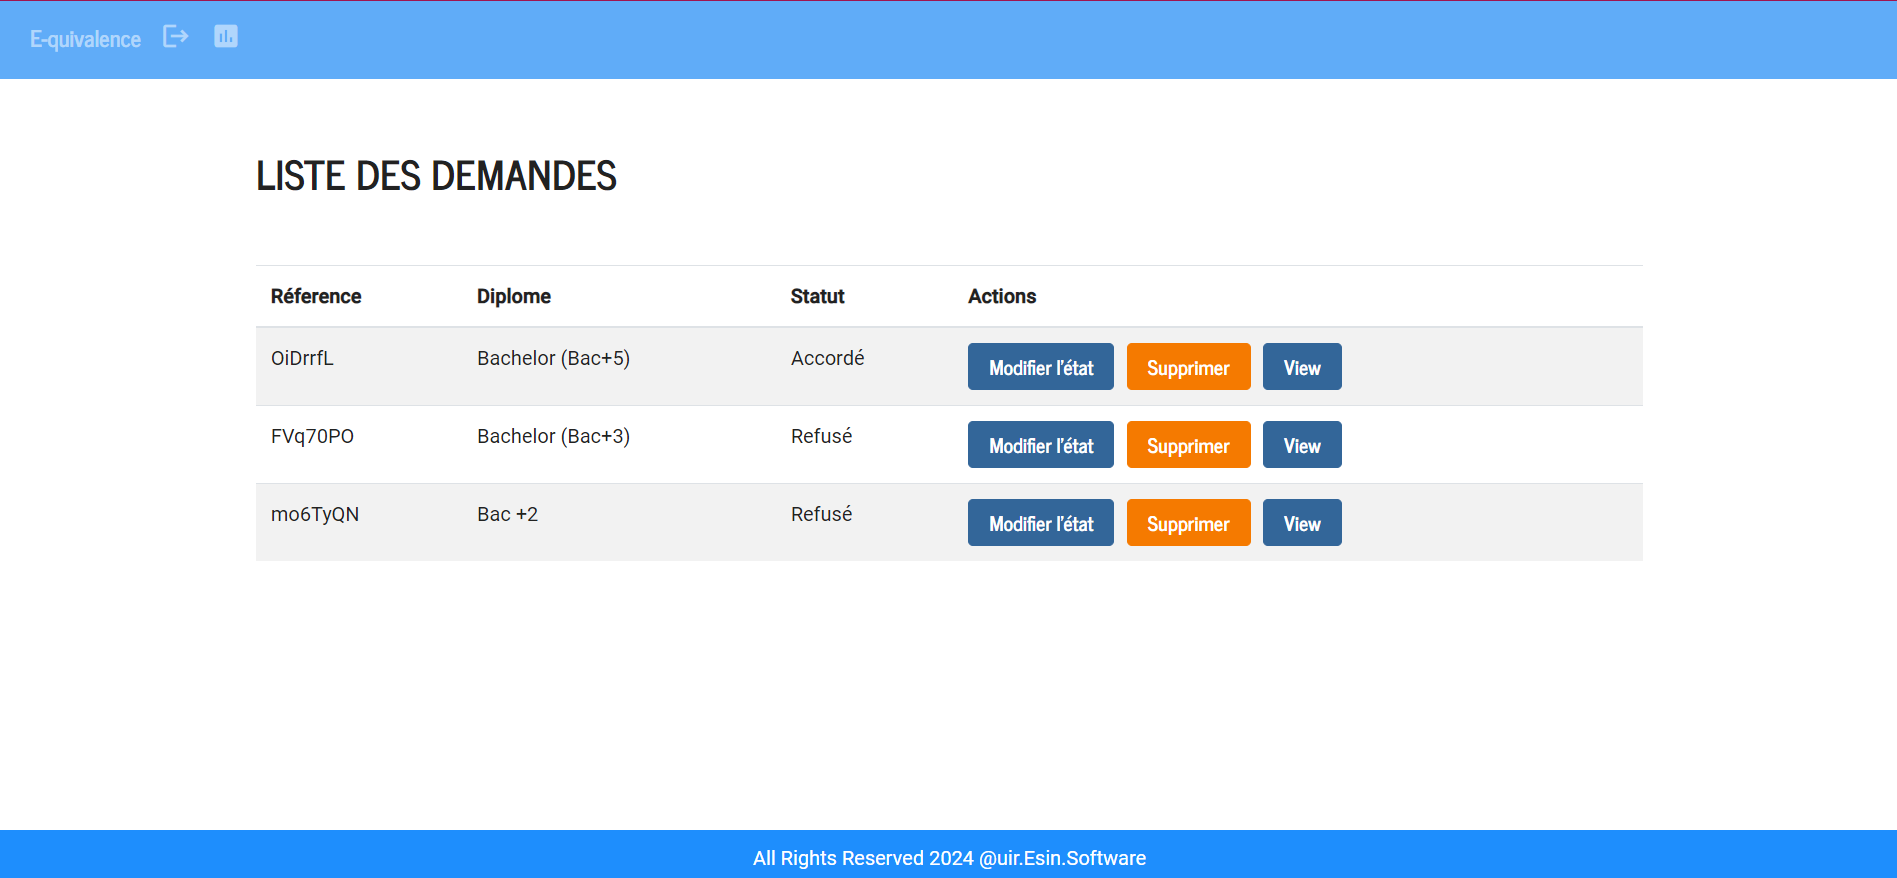 E-quivalence
LISTE DES DEMANDES
Réference Diplome Statut Actions
OiDrrfL Bachelor (Bac+5) Accordé Modifier l'état Supprimer View
FVq70PO Bachelor (Bac+3) Refusé Modifier l'état Supprimer View
mo6TyQN Bac +2 Refusé Modifier l'état Supprimer View
All Rights Reserved 2024 @uir.Esin.Software